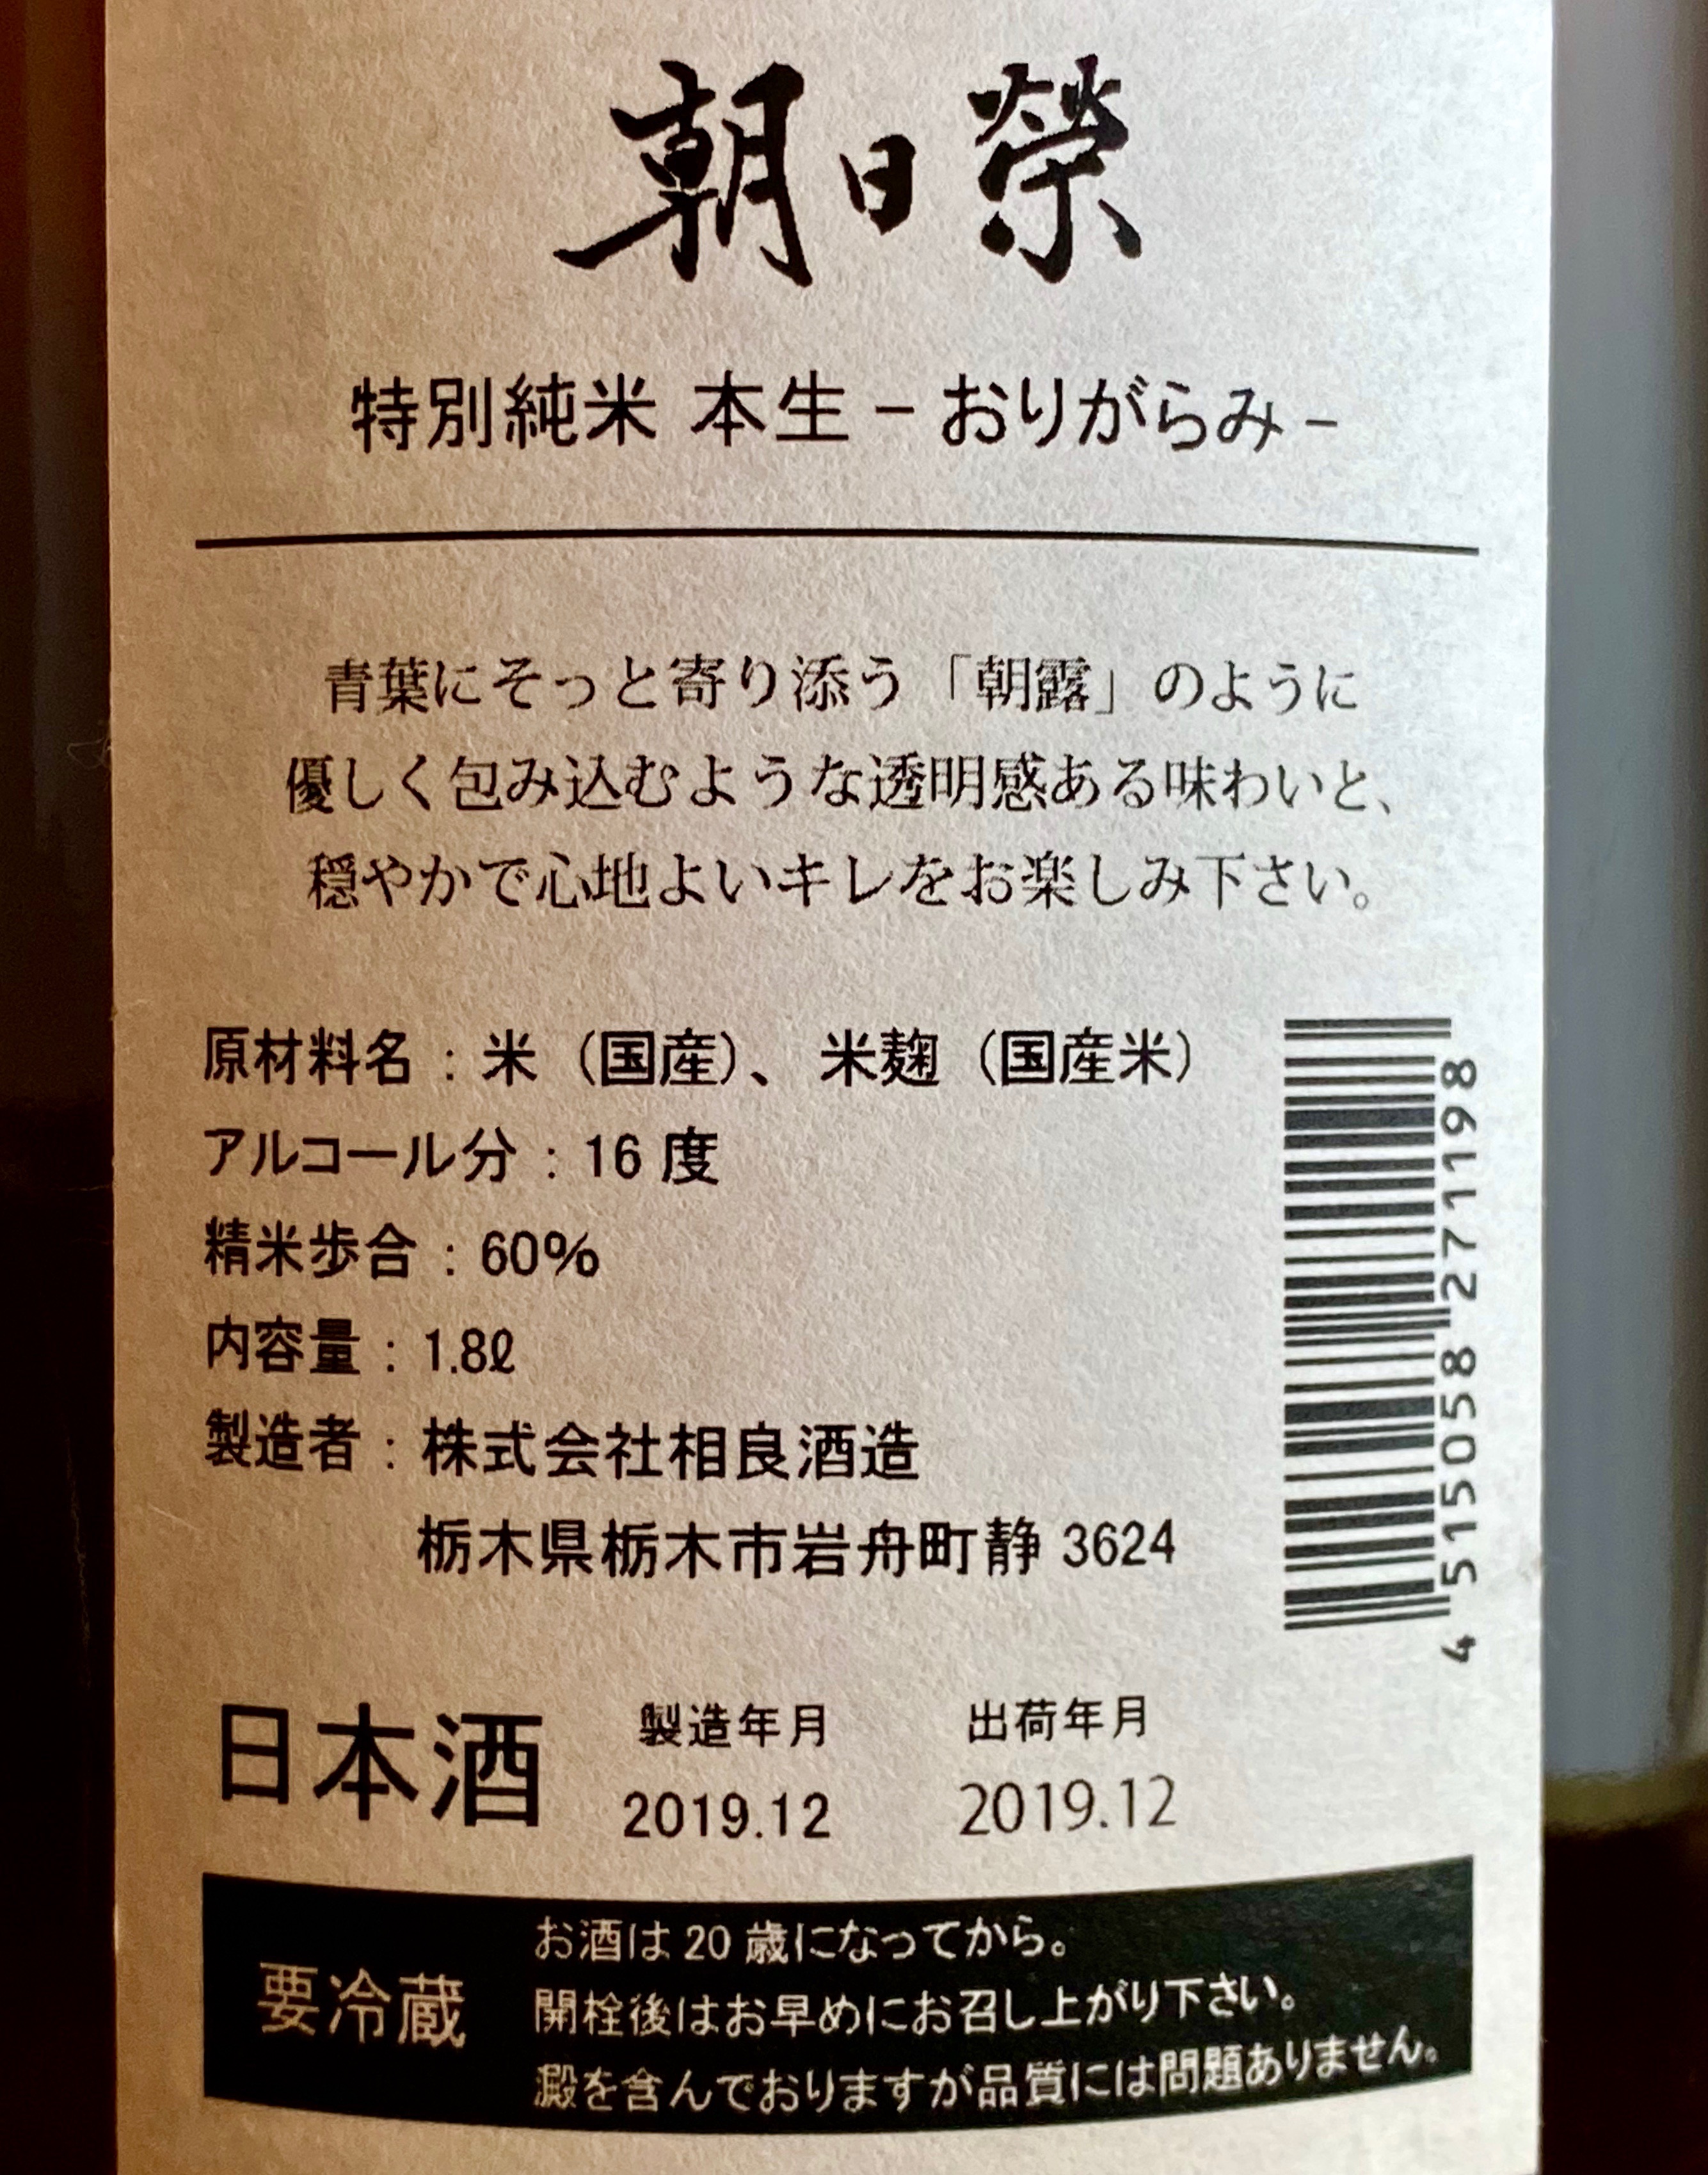 朝日榮
特別純米 本生 - おりがらみ -
青葉にそっと寄り添う「朝露」のように
優しく包み込むような透明感ある味わいと、
穏やかで心地よいキレをお楽しみ下さい。
原材料名：米（国産）、米麹（国産米）
アルコール分：16 度
精米歩合：60%
内容量：1.8ℓ
製造者：株式会社相良酒造
栃木県栃木市岩舟町静 3624
4 515058 271198
日本酒
製造年月
2019.12
出荷年月
2019.12
要冷蔵
お酒は 20 歳になってから。
開栓後はお早めにお召し上がり下さい。
澱を含んでおりますが品質には問題ありません。